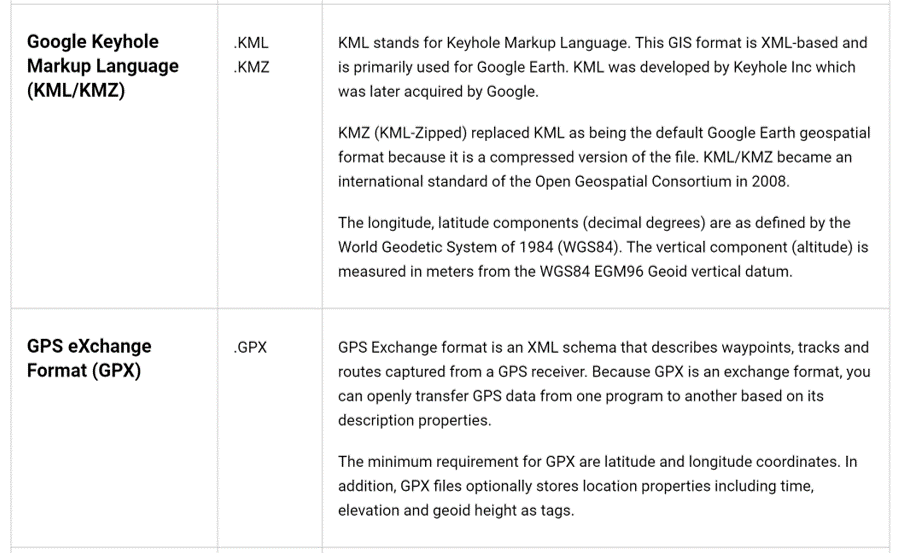 Google Keyhole
Markup Language
(KML/KMZ)
.KML
.KMZ
KML stands for Keyhole Markup Language. This GIS format is XML-based and
is primarily used for Google Earth. KML was developed by Keyhole Inc which
was later acquired by Google.
KMZ (KML-Zipped) replaced KML as being the default Google Earth geospatial
format because it is a compressed version of the file. KML/KMZ became an
international standard of the Open Geospatial Consortium in 2008.
The longitude, latitude components (decimal degrees) are as defined by the
World Geodetic System of 1984 (WGS84). The vertical component (altitude) is
measured in meters from the WGS84 EGM96 Geoid vertical datum.
GPS eXchange
Format (GPX)
.GPX
GPS Exchange format is an XML schema that describes waypoints, tracks and
routes captured from a GPS receiver. Because GPX is an exchange format, you
can openly transfer GPS data from one program to another based on its
description properties.
The minimum requirement for GPX are latitude and longitude coordinates. In
addition, GPX files optionally stores location properties including time,
elevation and geoid height as tags.